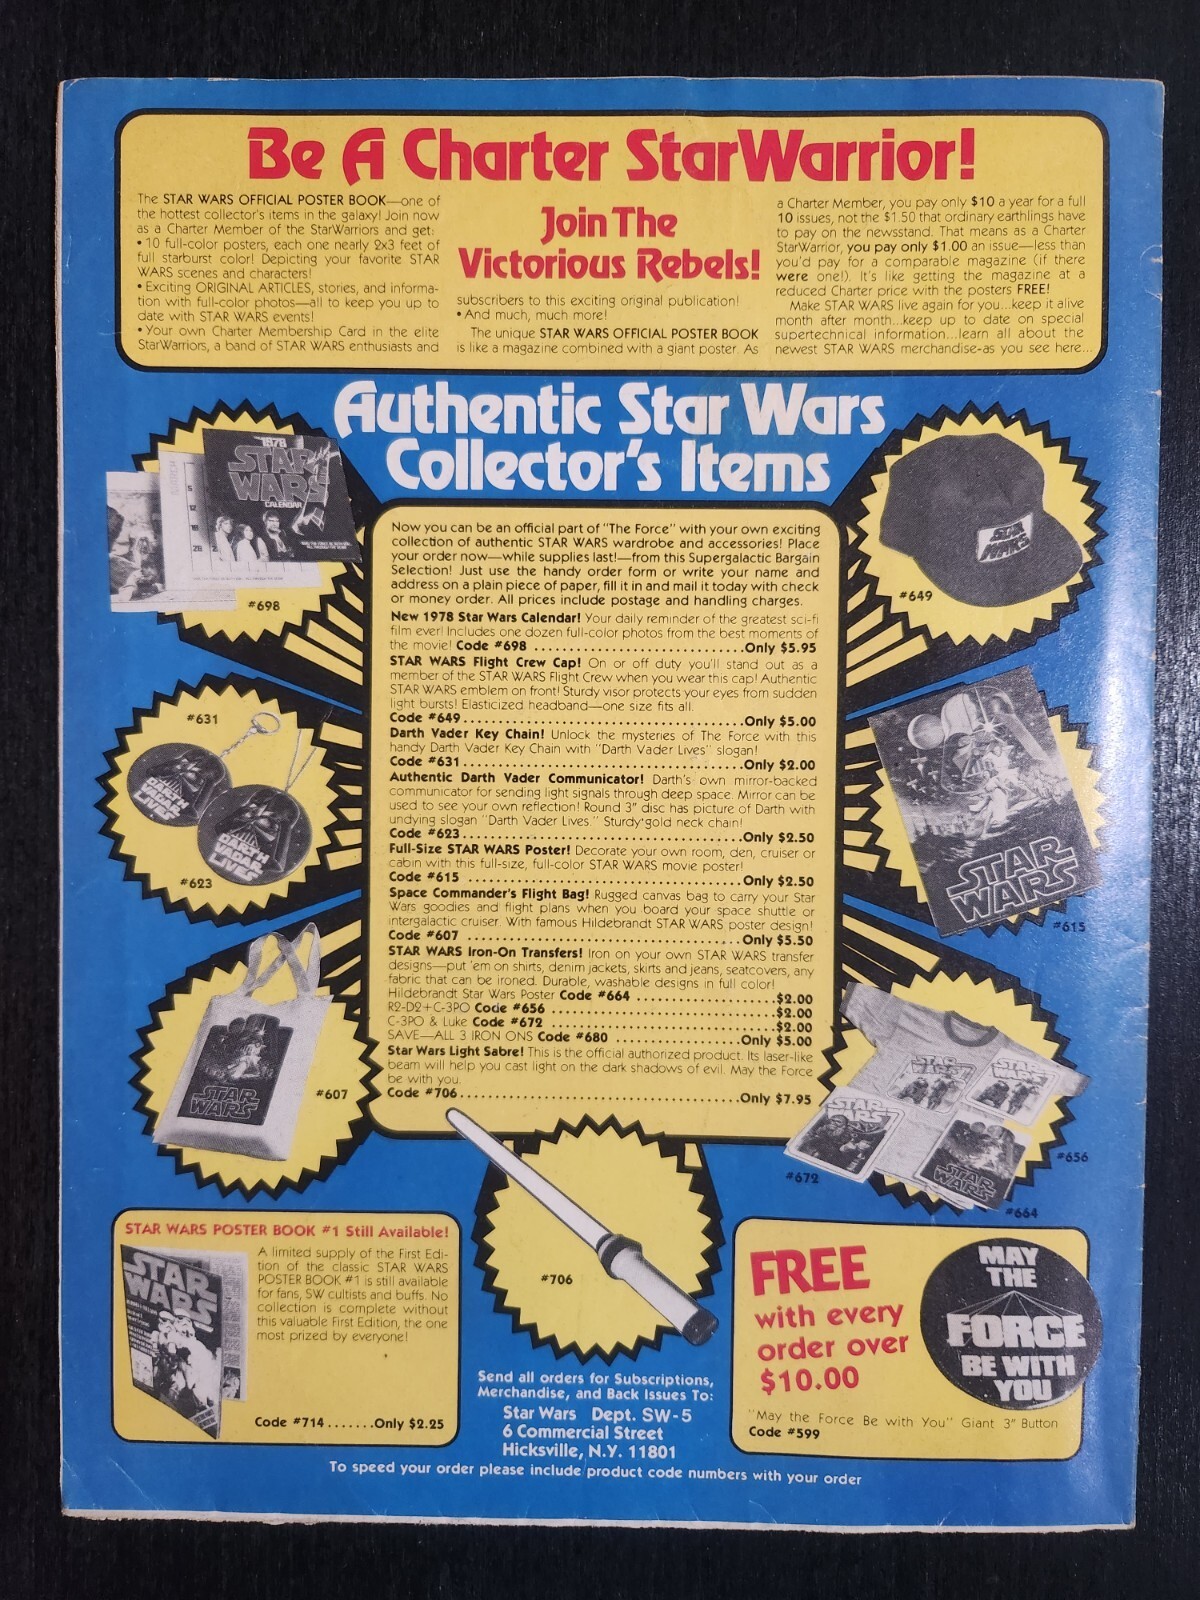 Be A Charter StarWarrior!
The STAR WARS OFFICIAL POSTER BOOK—one of
the hottest collector's items in the galaxy! Join now
as a Charter Member of the StarWarriors and get:
• 10 full-color posters, each one nearly 2x3 feet of
full starburst color! Depicting your favorite STAR
WARS scenes and characters!
• Exciting ORIGINAL ARTICLES, stories, and informa-
tion with full-color photos—all to keep you up to
date with STAR WARS events!
• Your own Charter Membership Card in the elite
StarWarriors, a band of STAR WARS enthusiasts and
Join The
Victorious Rebels!
subscribers to this exciting original publication!
• And much, much more!
The unique STAR WARS OFFICIAL POSTER BOOK
is like a magazine combined with a giant poster. As
a Charter Member, you pay only $10 a year for a full
10 issues, not the $1.50 that ordinary earthlings have
to pay on the newsstand. That means as a Charter
StarWarrior, you pay only $1.00 an issue—less than
you'd pay for a comparable magazine (if there
were one!). It's like getting the magazine at a
reduced Charter price with the posters FREE!
Make STAR WARS live again for you...keep it alive
month after month...keep up to date on special
supertechnical information...learn all about the
newest STAR WARS merchandise-as you see here...
Authentic Star Wars
Collector's Items
1978
STAR
WARS
CALENDAR
MARCH
#698
STAR
WARS
#649
Now you can be an official part of "The Force" with your own exciting
collection of authentic STAR WARS wardrobe and accessories! Place
your order now—while supplies last!—from this Supergalactic Bargain
Selection! Just use the handy order form or write your name and
address on a plain piece of paper, fill it in and mail it today with check
or money order. All prices include postage and handling charges.
New 1978 Star Wars Calendar! Your daily reminder of the greatest sci-fi
film ever! Includes one dozen full-color photos from the best moments of
the movie! Code #698 ................................Only $5.95
STAR WARS Flight Crew Cap! On or off duty you'll stand out as a
member of the STAR WARS Flight Crew when you wear this cap! Authentic
STAR WARS emblem on front! Sturdy visor protects your eyes from sudden
light bursts! Elasticized headband—one size fits all.
Code #649..........................................Only $5.00
Darth Vader Key Chain! Unlock the mysteries of The Force with this
handy Darth Vader Key Chain with "Darth Vader Lives" slogan!
Code #631..........................................Only $2.00
Authentic Darth Vader Communicator! Darth's own mirror-backed
communicator for sending light signals through deep space. Mirror can be
used to see your own reflection! Round 3" disc has picture of Darth with
undying slogan "Darth Vader Lives." Sturdy gold neck chain!
Code #623..........................................Only $2.50
Full-Size STAR WARS Poster! Decorate your own room, den, cruiser or
cabin with this full-size, full-color STAR WARS movie poster!
Code #615 .........................................Only $2.50
Space Commander's Flight Bag! Rugged canvas bag to carry your Star
Wars goodies and flight plans when you board your space shuttle or
intergalactic cruiser. With famous Hildebrandt STAR WARS poster design!
Code #607 .........................................Only $5.50
STAR WARS Iron-On Transfers! Iron on your own STAR WARS transfer
designs—put 'em on shirts, denim jackets, skirts and jeans, seatcovers, any
fabric that can be ironed. Durable, washable designs in full color!
Hildebrandt Star Wars Poster Code #664 .....................$2.00
R2-D2+C-3PO Code #656 ...................................$2.00
C-3PO & Luke Code #672 ...................................$2.00
SAVE—ALL 3 IRON ONS Code #680 ..................Only $5.00
Star Wars Light Sabre! This is the official authorized product. Its laser-like
beam will help you cast light on the dark shadows of evil. May the Force
be with you.
Code #706..........................................Only $7.95
#631
DARTH
VADER
LIVES
DARTH
VADER
LIVES
#623
STAR
WARS
#615
STAR
WARS
#607
STAR
WARS
STAR
WARS
STAR
WARS
STAR
WARS
#656
#672
#664
#706
STAR WARS POSTER BOOK #1 Still Available!
STAR
WARS
A limited supply of the First Edi-
tion of the classic STAR WARS
POSTER BOOK #1 is still available
for fans, SW cultists and buffs. No
collection is complete without
this valuable First Edition, the one
most prized by everyone!
Code #714.......Only $2.25
Send all orders for Subscriptions,
Merchandise, and Back Issues To:
Star Wars Dept. SW-5
6 Commercial Street
Hicksville, N.Y. 11801
To speed your order please include product code numbers with your order
FREE
with every
order over
$10.00
MAY
THE
FORCE
BE WITH
YOU
"May the Force Be with You" Giant 3" Button
Code #599